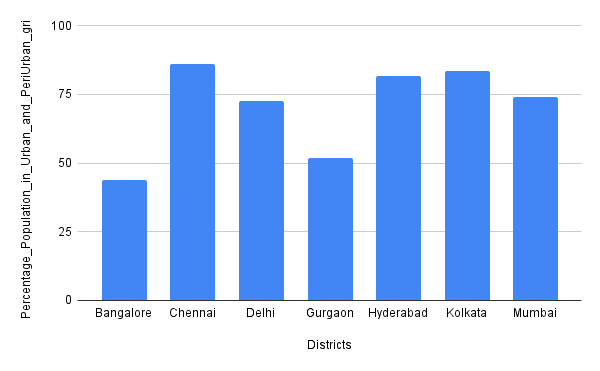 Percentage_Population_in_Urban_and_PeriUrban_gri
100
75
50
25
0
Bangalore Chennai Delhi Gurgaon Hyderabad Kolkata Mumbai
Districts